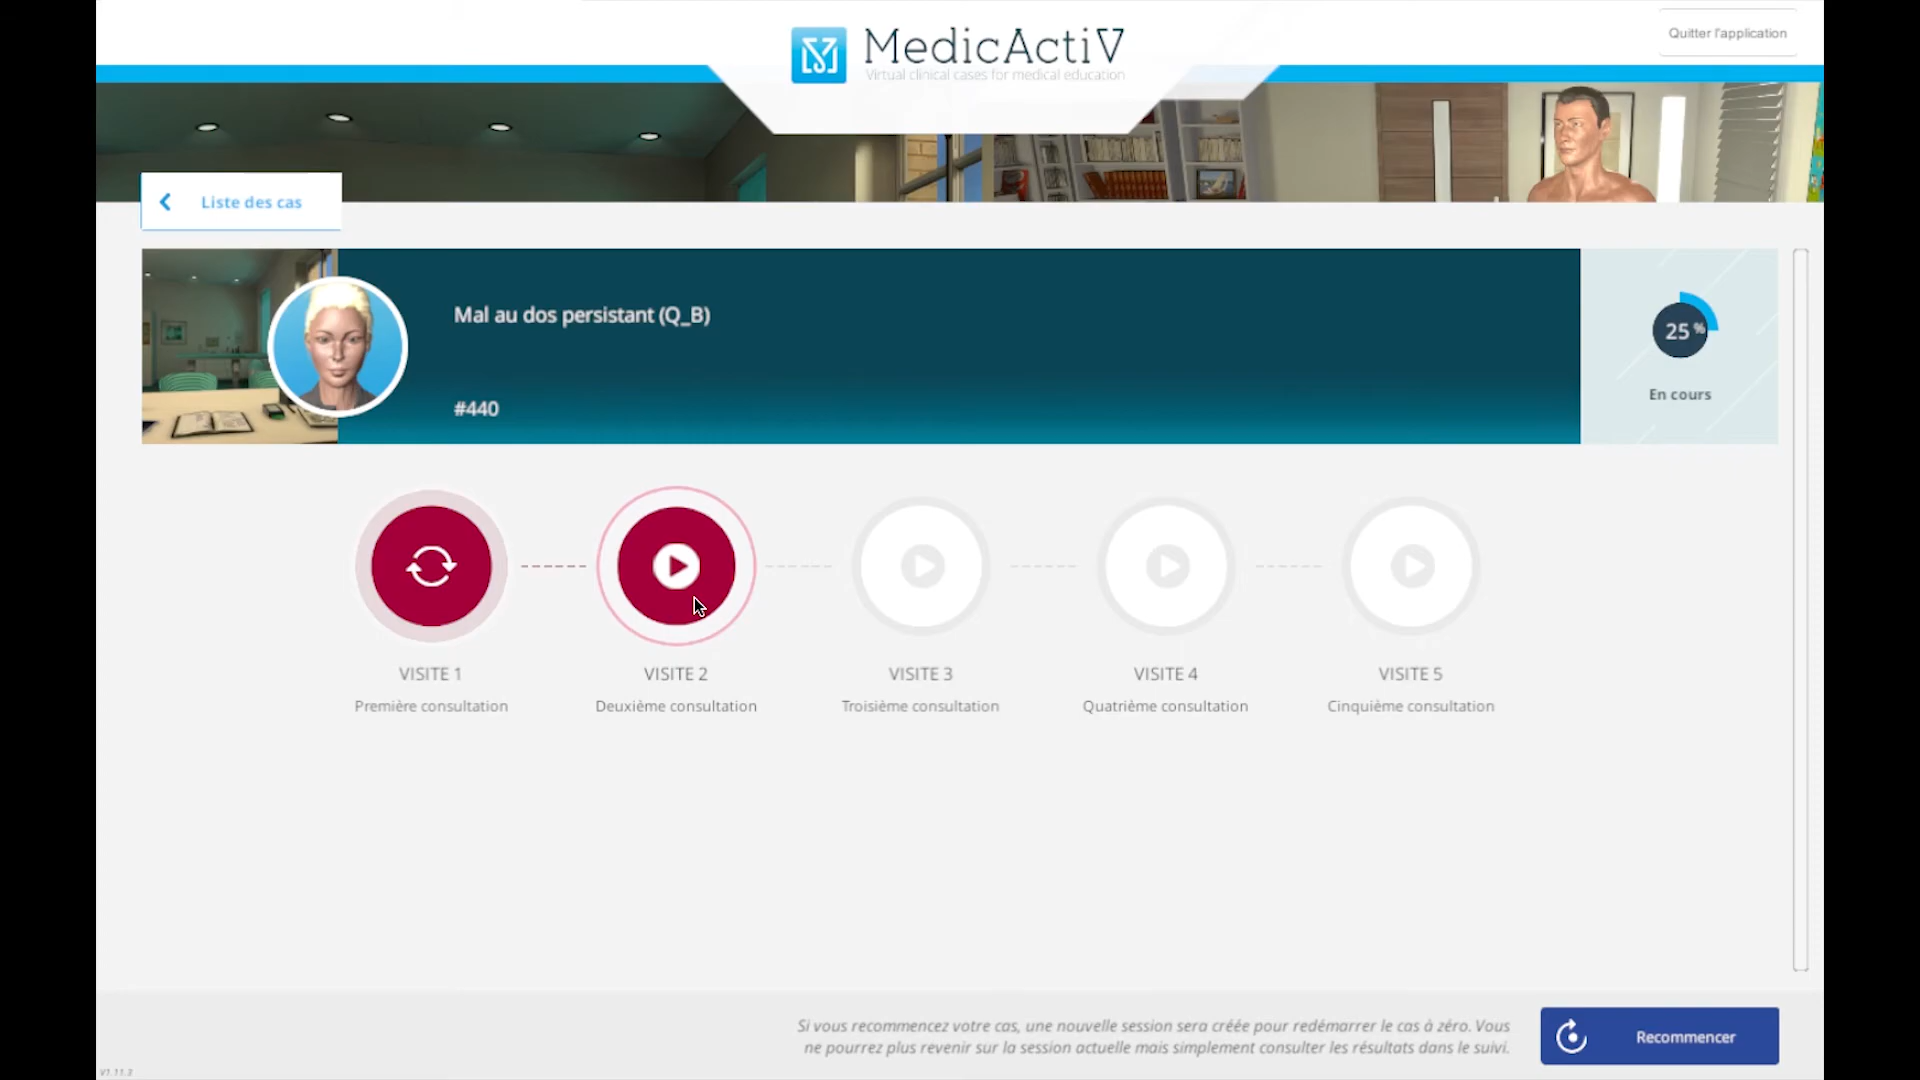 MedicActiV
Virtual clinical cases for medical education
Quitter l'application
Liste des cas
Mal au dos persistant (Q_B)
#440
25 %
En cours
VISITE 1
Première consultation
VISITE 2
Deuxième consultation
VISITE 3
Troisième consultation
VISITE 4
Quatrième consultation
VISITE 5
Cinquième consultation
Si vous recommencez votre cas, une nouvelle session sera créée pour redémarrer le cas à zéro. Vous
ne pourrez plus revenir sur la session actuelle mais simplement consulter les résultats dans le suivi.
Recommencer
V1.11.3